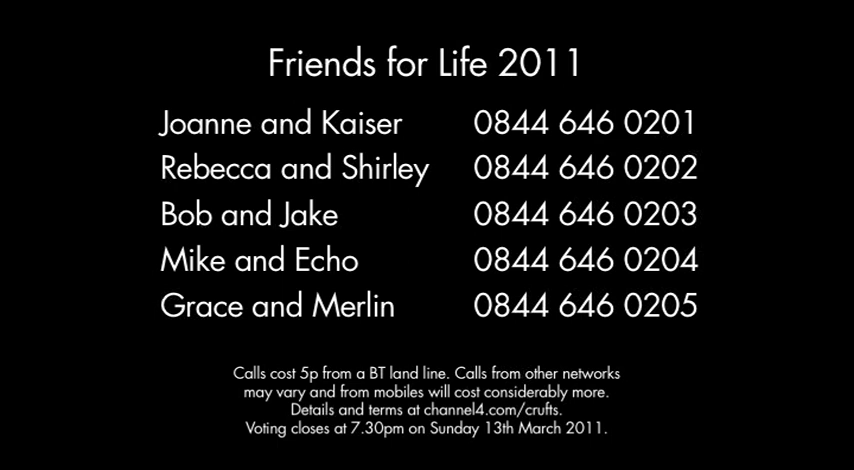 Friends for Life 2011
Joanne and Kaiser 0844 646 0201
Rebecca and Shirley 0844 646 0202
Bob and Jake 0844 646 0203
Mike and Echo 0844 646 0204
Grace and Merlin 0844 646 0205
Calls cost 5p from a BT land line. Calls from other networks
may vary and from mobiles will cost considerably more.
Details and terms at channel4.com/crufts.
Voting closes at 7.30pm on Sunday 13th March 2011.